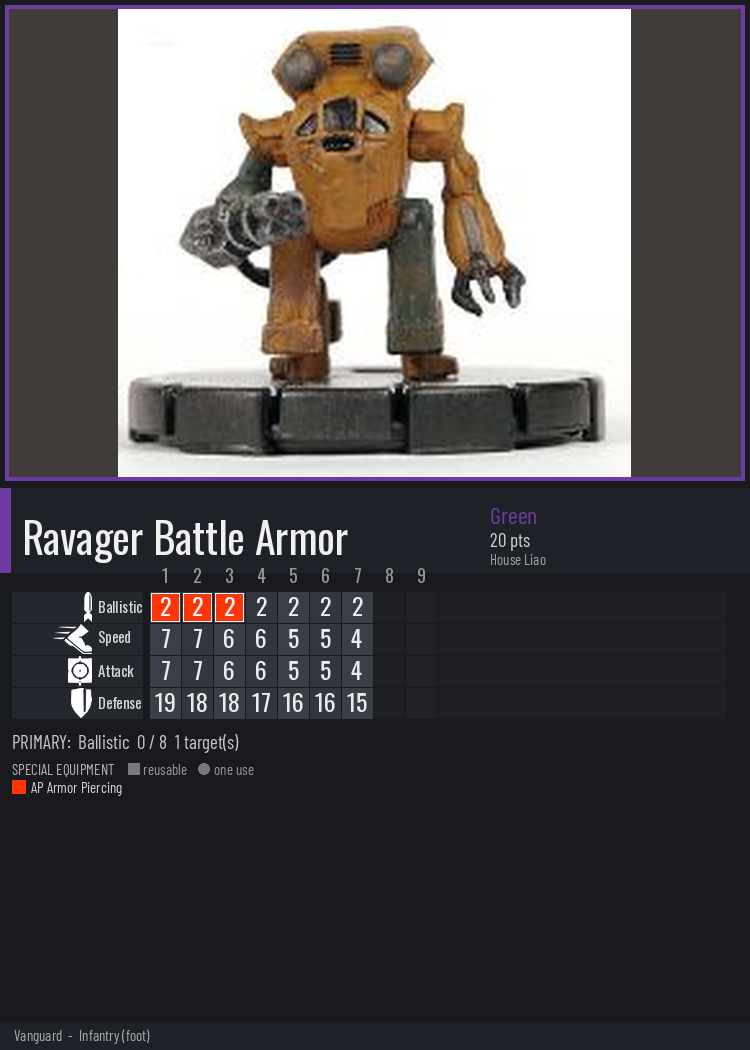 Ravager Battle Armor
Green
20 pts
House Liao
1 2 3 4 5 6 7 8 9
Ballistic 2 2 2 2 2 2 2
Speed 7 7 6 6 5 5 4
Attack 7 7 6 6 5 5 4
Defense 19 18 18 17 16 16 15
PRIMARY: Ballistic 0 / 8 1 target(s)
SPECIAL EQUIPMENT reusable one use
AP Armor Piercing
Vanguard - Infantry (foot)